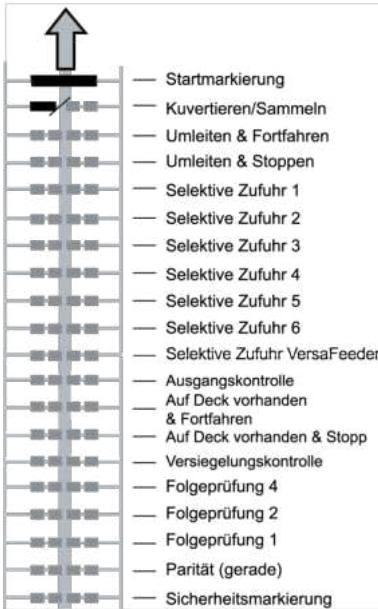 Startmarkierung
Kuvertieren/Sammeln
Umleiten & Fortfahren
Umleiten & Stoppen
Selektive Zufuhr 1
Selektive Zufuhr 2
Selektive Zufuhr 3
Selektive Zufuhr 4
Selektive Zufuhr 5
Selektive Zufuhr 6
Selektive Zufuhr VersaFeeder
Ausgangskontrolle
Auf Deck vorhanden
& Fortfahren
Auf Deck vorhanden & Stopp
Versiegelungskontrolle
Folgeprüfung 4
Folgeprüfung 2
Folgeprüfung 1
Parität (gerade)
Sicherheitsmarkierung